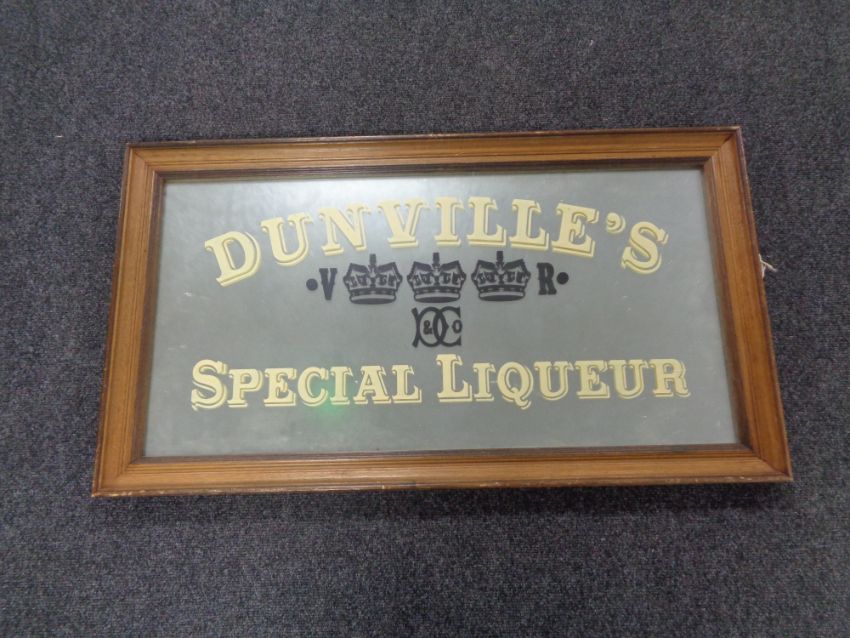 DUNVILLE'S
•V R•
D&Co
SPECIAL LIQUEUR